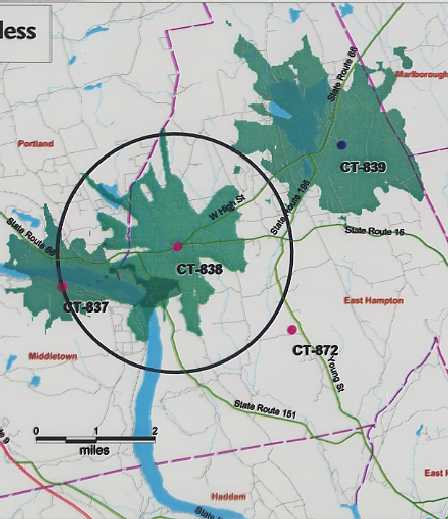 less
State Route 66
Marlborough
Portland
CT-839
W High St
State Route 196
State Route 66
State Route 16
CT-838
CT-837
East Hampton
CT-872
Middletown
Young St
State Route 151
0 1 2
miles
Haddam
East H
State